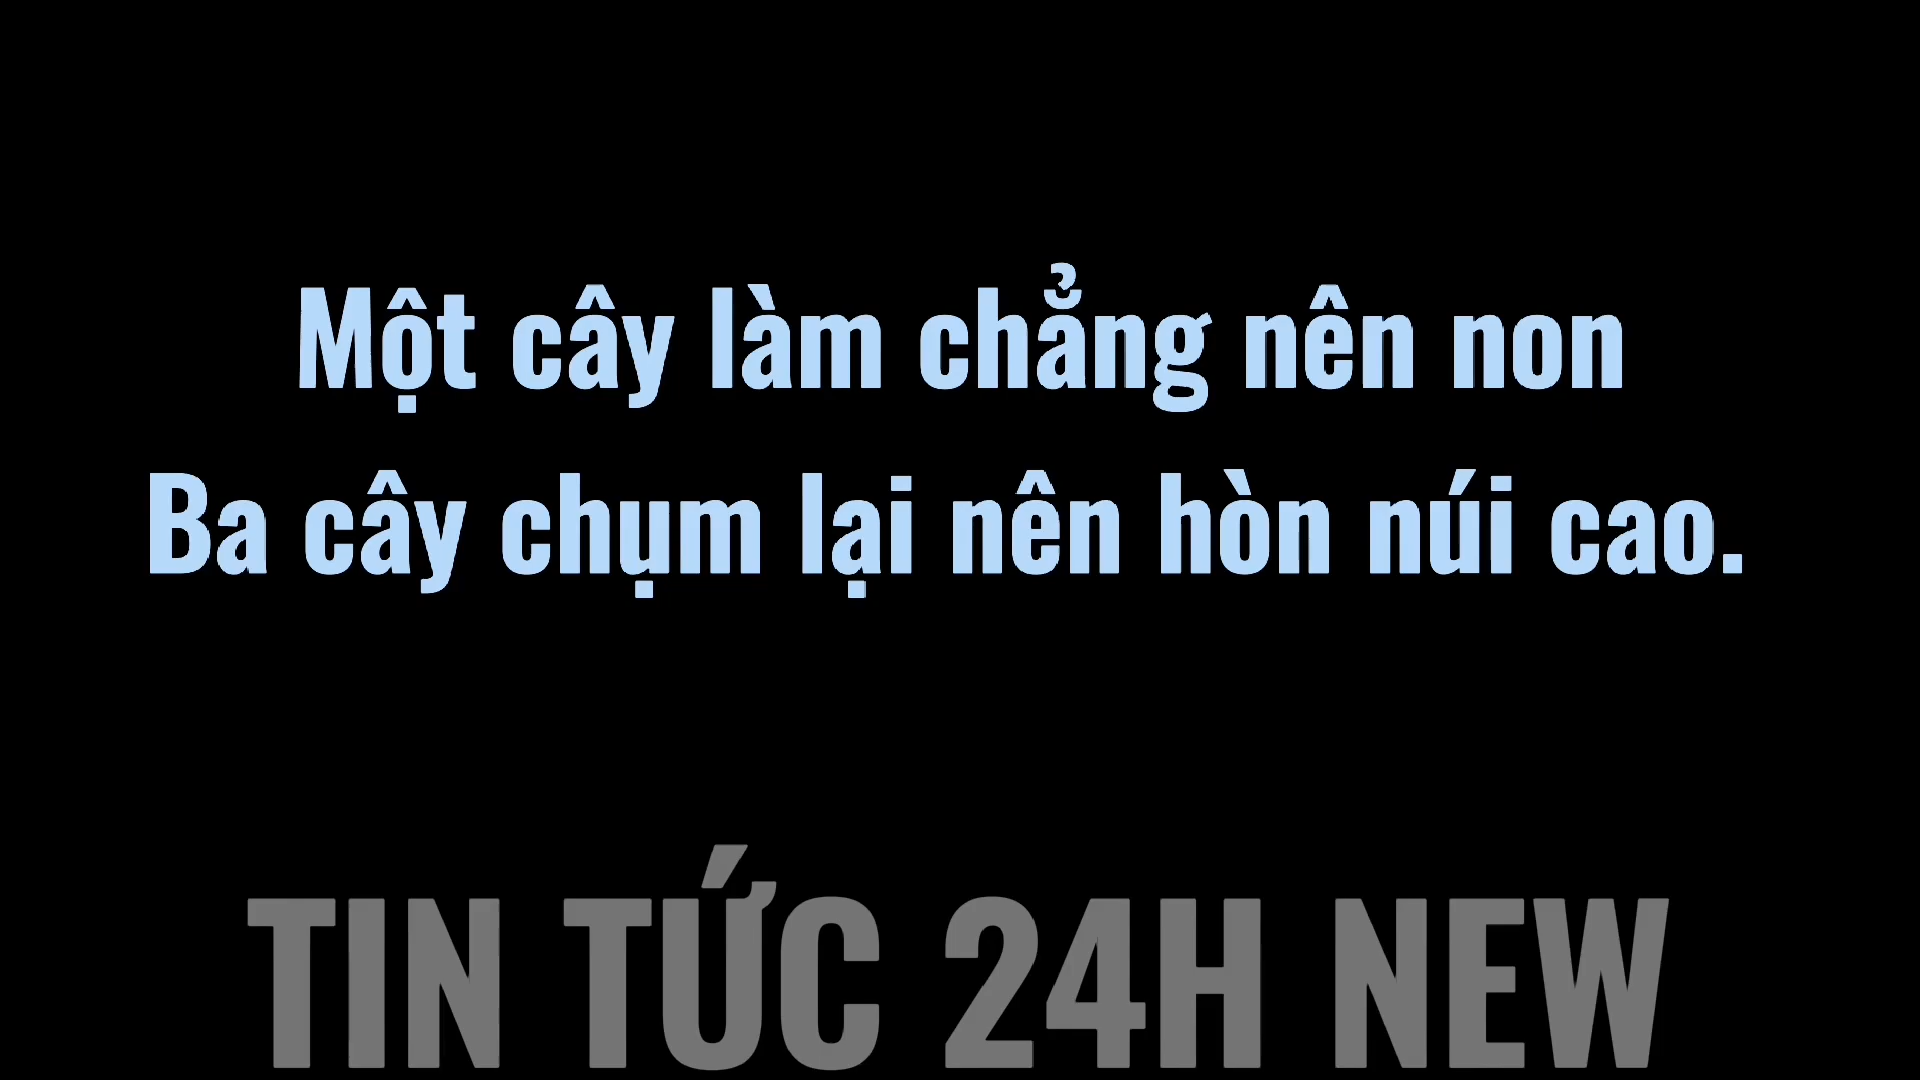 Một cây làm chẳng nên non
Ba cây chụm lại nên hòn núi cao.
TIN TỨC 24H NEW